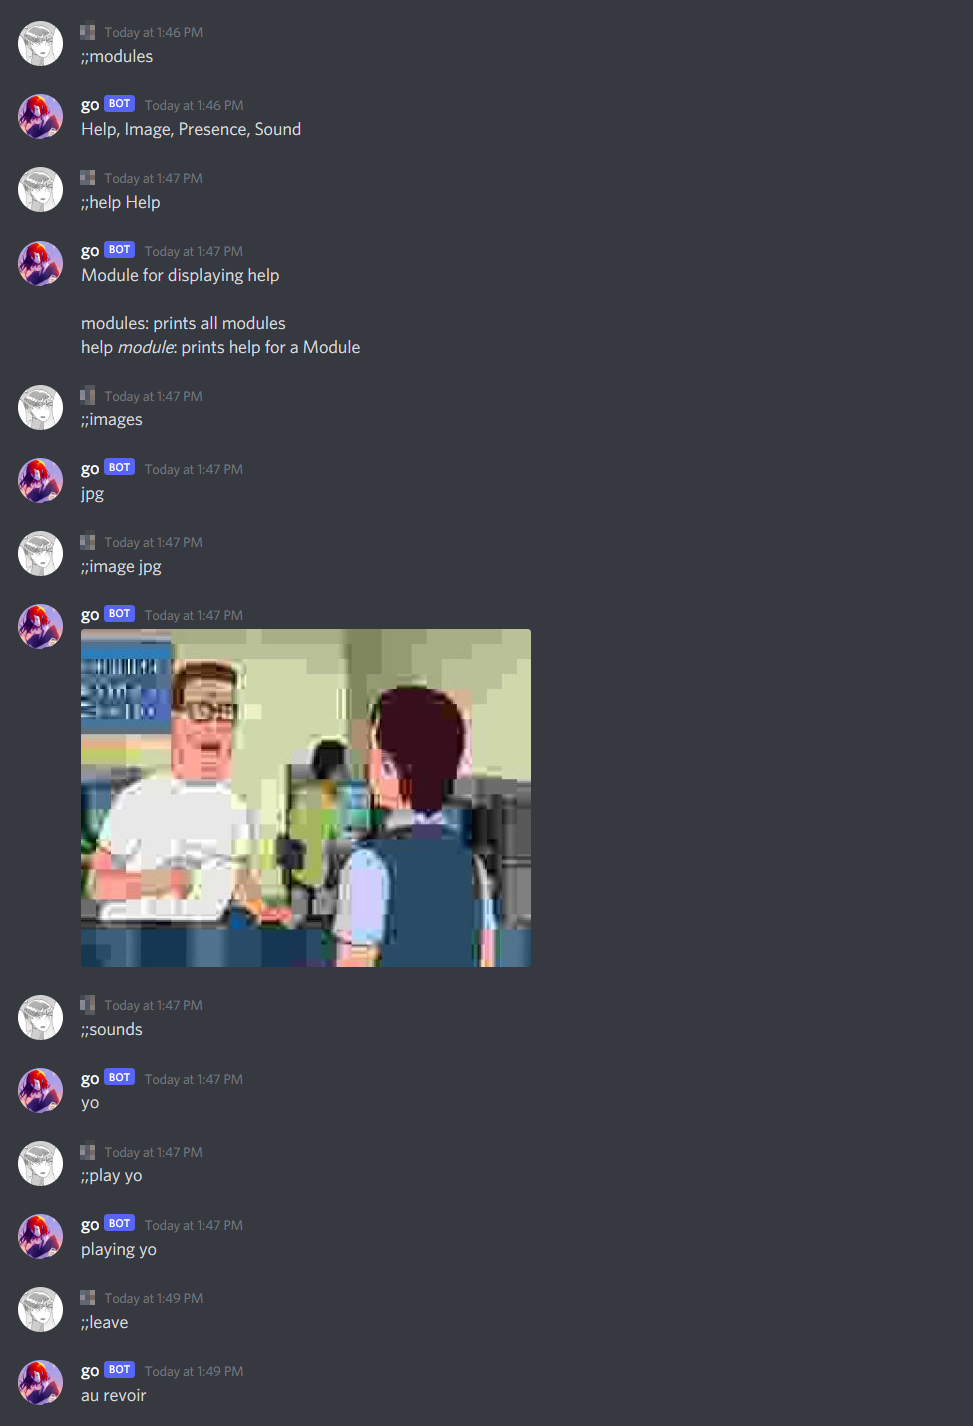 Today at 1:46 PM
;;modules
go BOT Today at 1:46 PM
Help, Image, Presence, Sound
Today at 1:47 PM
;;help Help
go BOT Today at 1:47 PM
Module for displaying help
modules: prints all modules
help module: prints help for a Module
Today at 1:47 PM
;;images
go BOT Today at 1:47 PM
jpg
Today at 1:47 PM
;;image jpg
go BOT Today at 1:47 PM
Today at 1:47 PM
;;sounds
go BOT Today at 1:47 PM
yo
Today at 1:47 PM
;;play yo
go BOT Today at 1:47 PM
playing yo
Today at 1:49 PM
;;leave
go BOT Today at 1:49 PM
au revoir